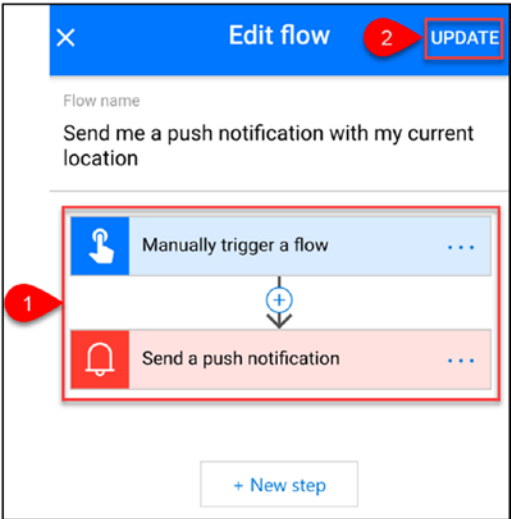 Edit flow
2
UPDATE
Flow name
Send me a push notification with my current
location
Manually trigger a flow
1
Send a push notification
+ New step